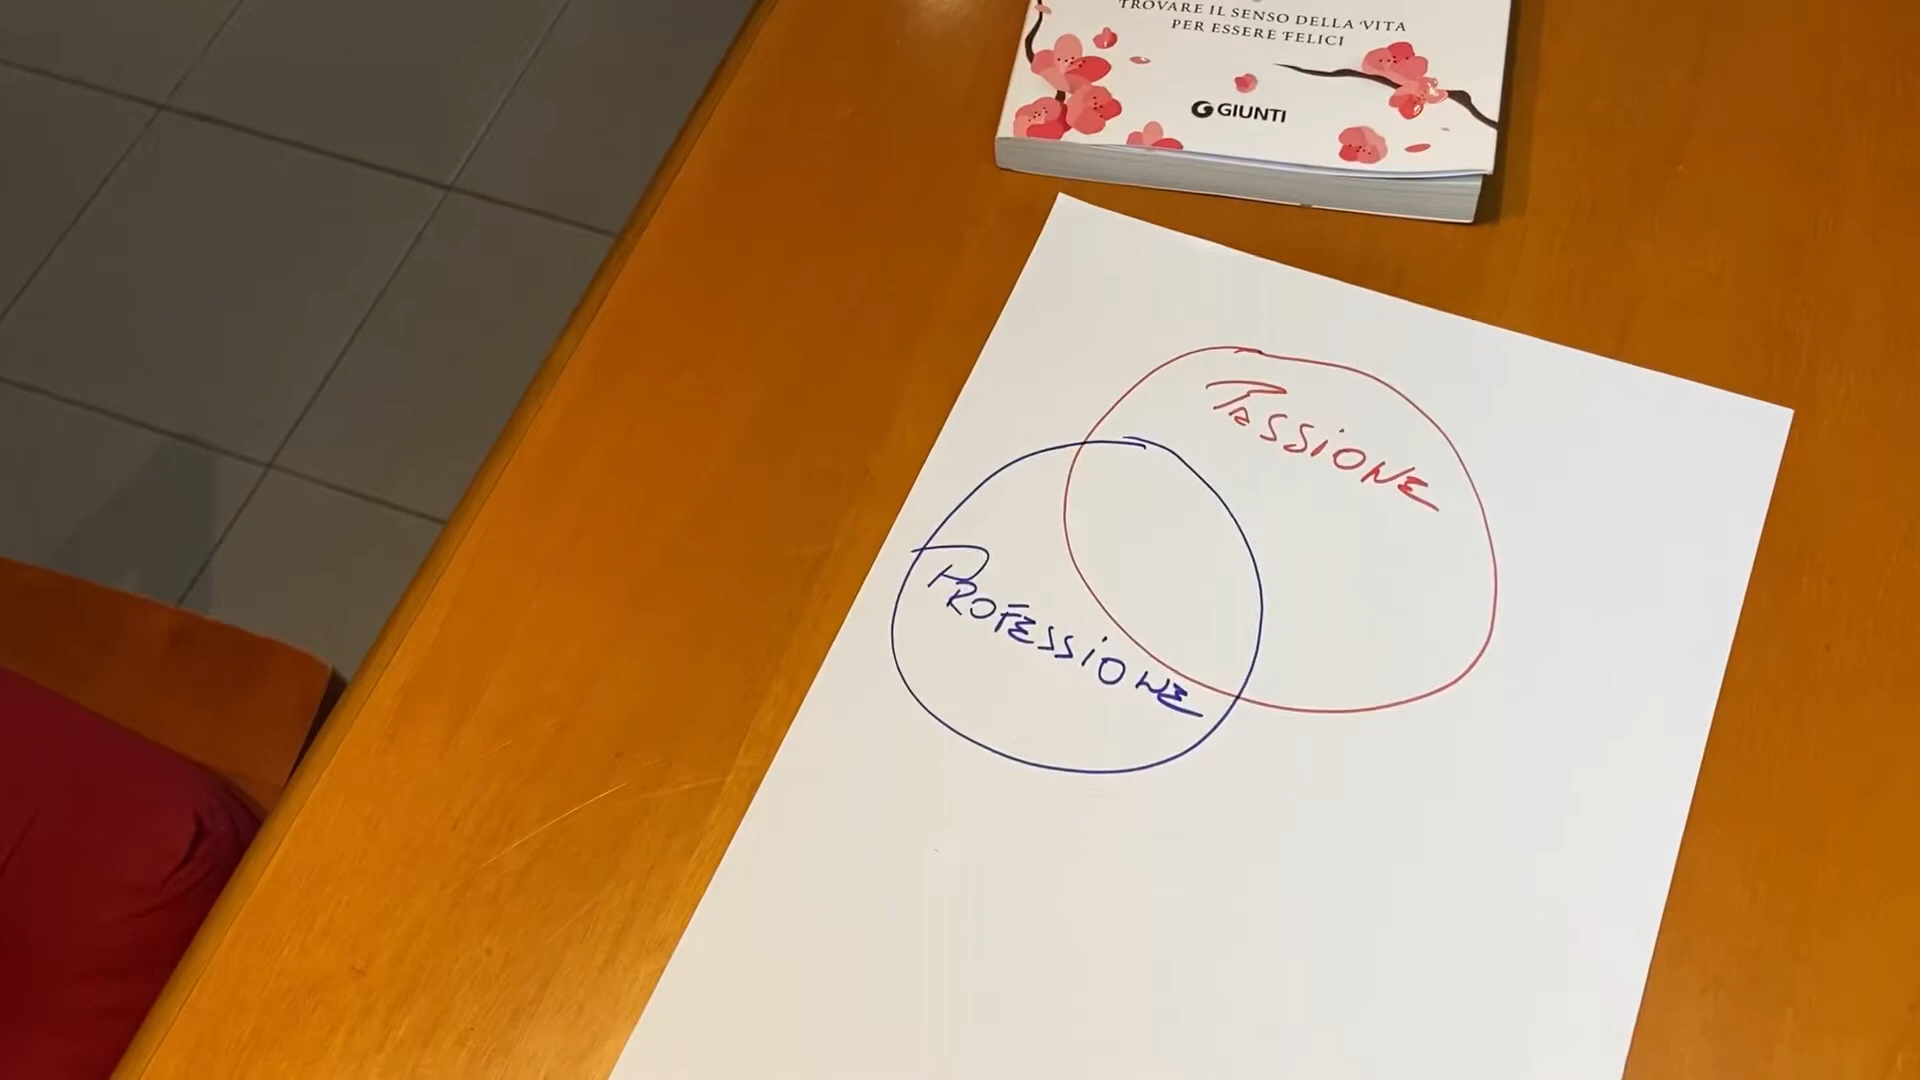 TROVARE IL SENSO DELLA VITA
PER ESSERE FELICI
GIUNTI
PASSIONE
PROFESSIONE